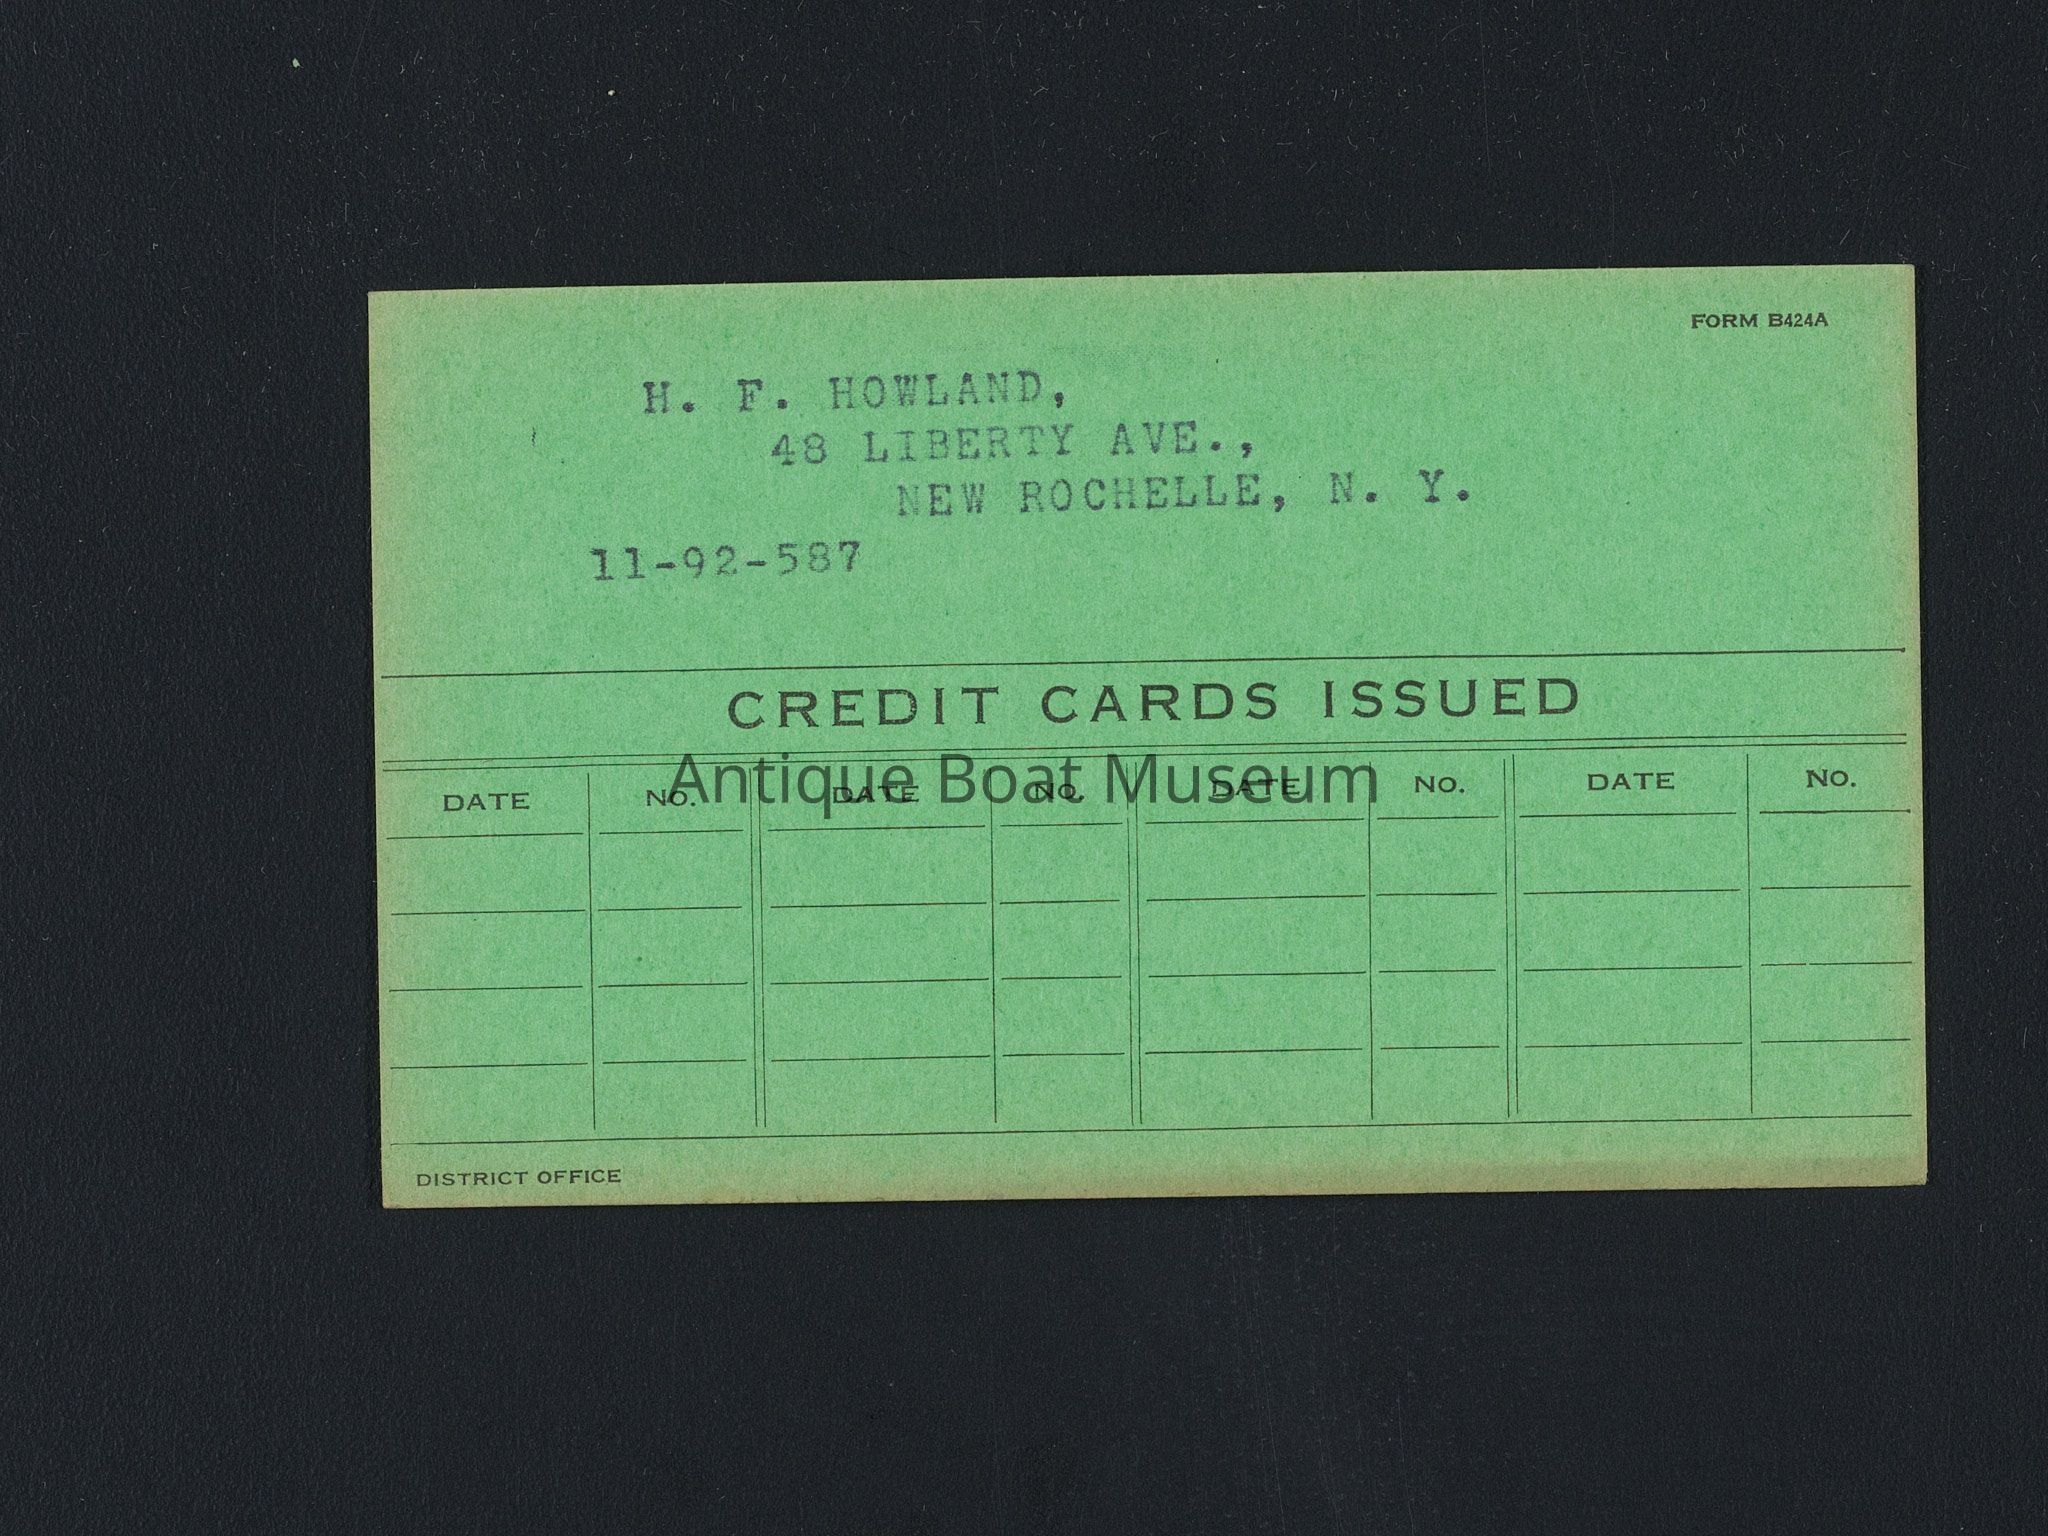 FORM B424A
H. F. HOWLAND,
48 LIBERTY AVE.,
NEW ROCHELLE, N. Y.
11-92-587
CREDIT CARDS ISSUED
Antique Boat Museum
DATE NO. DATE NO. DATE NO. DATE NO.
DISTRICT OFFICE